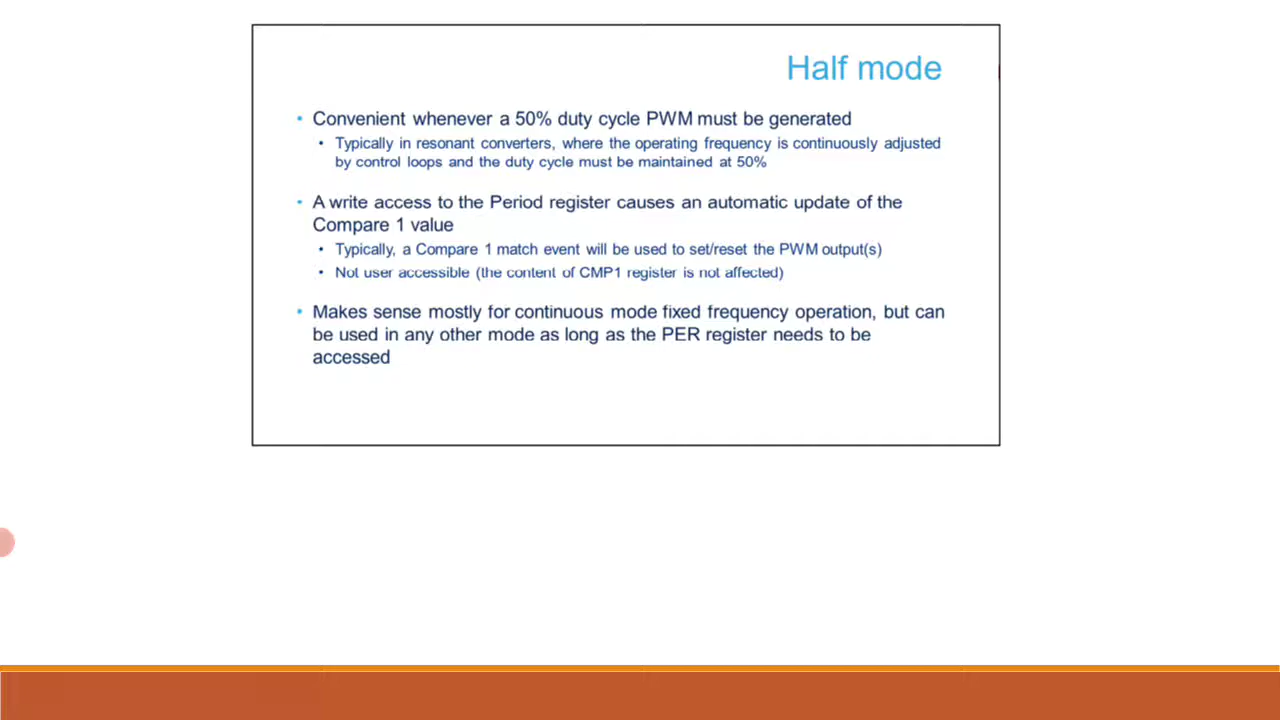 Half mode
• Convenient whenever a 50% duty cycle PWM must be generated
• Typically in resonant converters, where the operating frequency is continuously adjusted
by control loops and the duty cycle must be maintained at 50%
• A write access to the Period register causes an automatic update of the
Compare 1 value
• Typically, a Compare 1 match event will be used to set/reset the PWM output(s)
• Not user accessible (the content of CMP1 register is not affected)
• Makes sense mostly for continuous mode fixed frequency operation, but can
be used in any other mode as long as the PER register needs to be
accessed